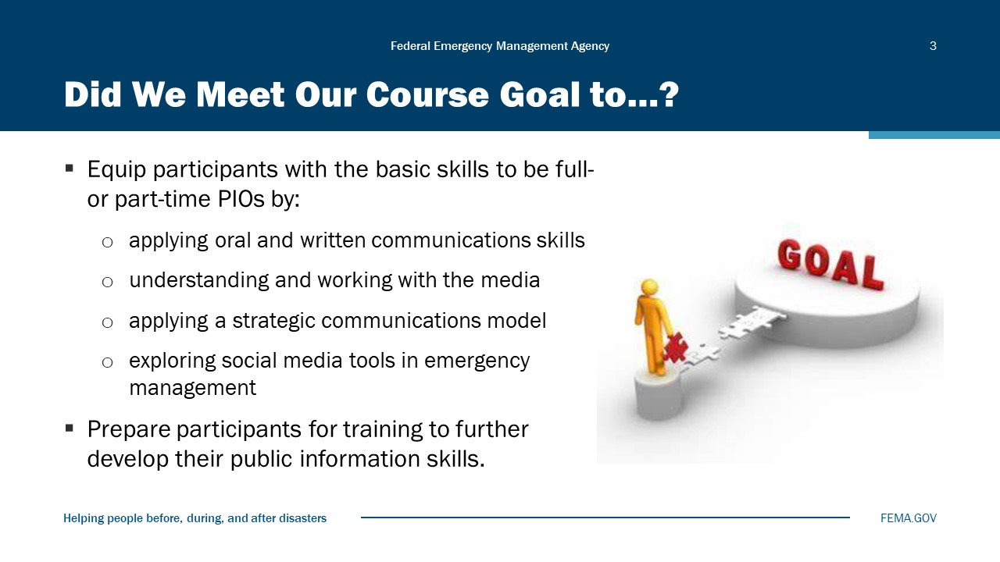 Federal Emergency Management Agency
3
Did We Meet Our Course Goal to…?
▪ Equip participants with the basic skills to be full-
or part-time PIOs by:
o applying oral and written communications skills
o understanding and working with the media
o applying a strategic communications model
o exploring social media tools in emergency
management
▪ Prepare participants for training to further
develop their public information skills.
GOAL
Helping people before, during, and after disasters
FEMA.GOV